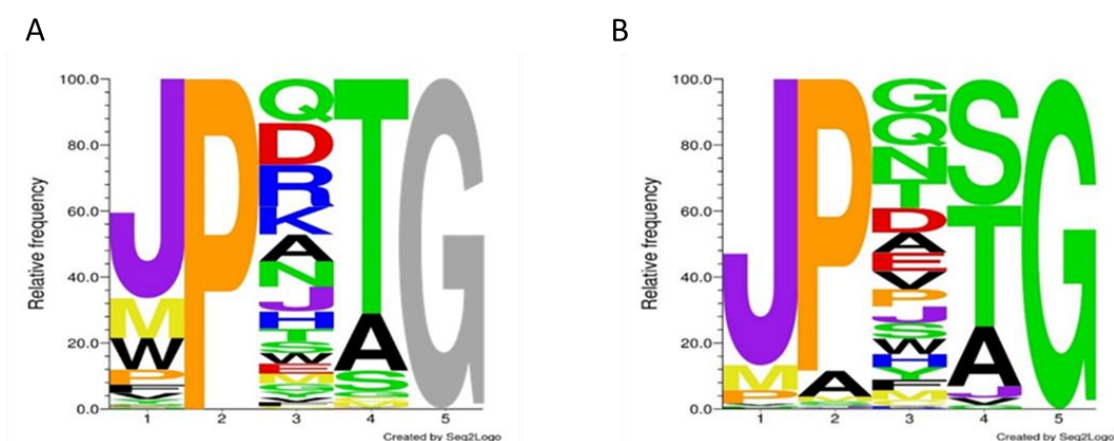 A
100.0
80.0
60.0
40.0
20.0
0.0
Relative frequency
J
M
W
P
P
Q
D
R
K
A
N
J
H
T
S
W
E
M
G
T
A
S
M
G
1 2 3 4 5
Created by Seq2Logo
B
100.0
80.0
60.0
40.0
20.0
0.0
Relative frequency
J
M
P
P
A
G
Q
N
T
D
A
E
V
P
J
S
W
H
Y
F
M
S
T
A
J
G
1 2 3 4 5
Created by Seq2Logo